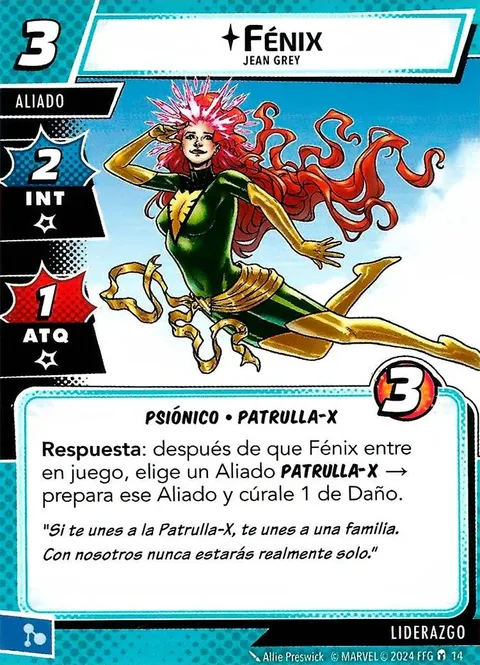 3
FÉNIX
JEAN GREY
ALIADO
2
INT
1
ATQ
3
PSIÓNICO • PATRULLA-X
Respuesta: después de que Fénix entre
en juego, elige un Aliado PATRULLA-X →
prepara ese Aliado y cúrale 1 de Daño.
"Si te unes a la Patrulla-X, te unes a una familia.
Con nosotros nunca estarás realmente solo."
LIDERAZGO
Allie Preswick © MARVEL © 2024 FFG 14